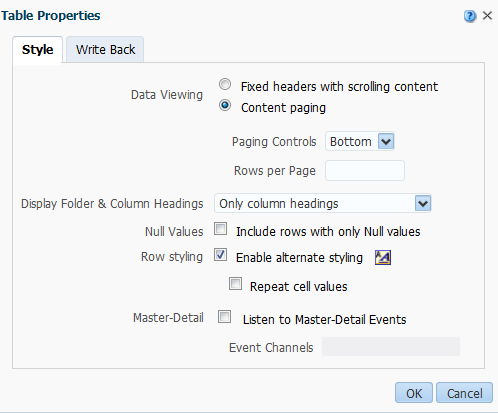 Table Properties
Style
Write Back
Data Viewing
Fixed headers with scrolling content
Content paging
Paging Controls
Bottom
Rows per Page
Display Folder & Column Headings
Only column headings
Null Values
Include rows with only Null values
Row styling
Enable alternate styling
Repeat cell values
Master-Detail
Listen to Master-Detail Events
Event Channels
OK
Cancel